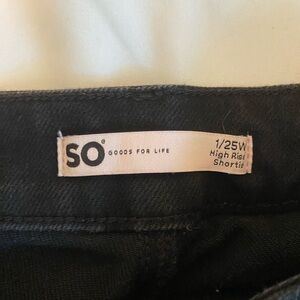 SO® GOODS FOR LIFE
1/25W
High Rise
Shortie